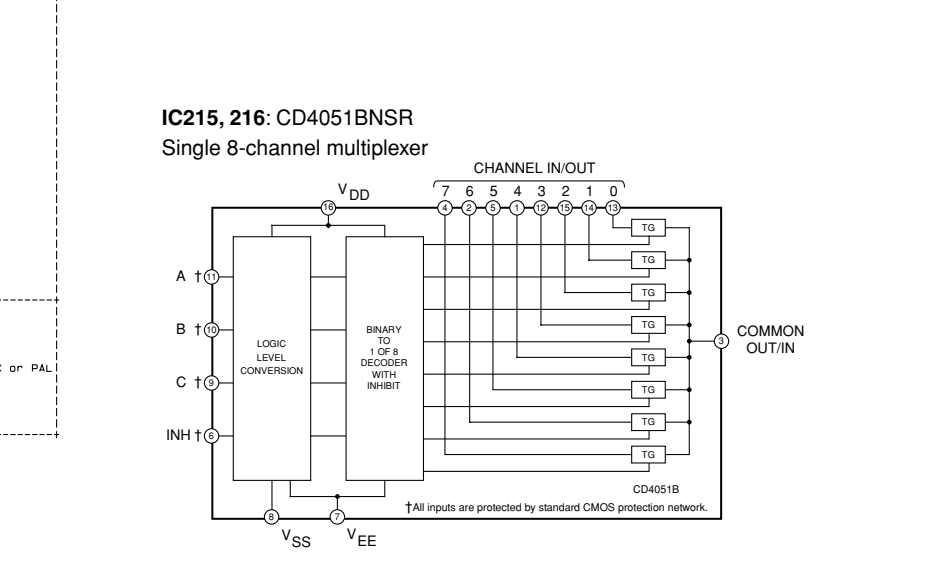 IC215, 216: CD4051BNSR
Single 8-channel multiplexer
CHANNEL IN/OUT
VDD
7 6 5 4 3 2 1 0
16
4 2 5 1 12 15 14 13
TG
TG
TG
TG
TG
TG
TG
TG
A † 11
B † 10
C † 9
INH † 6
LOGIC
LEVEL
CONVERSION
BINARY
TO
1 OF 8
DECODER
WITH
INHIBIT
3
COMMON
OUT/IN
or PAL
CD4051B
†All inputs are protected by standard CMOS protection network.
8
7
VSS
VEE